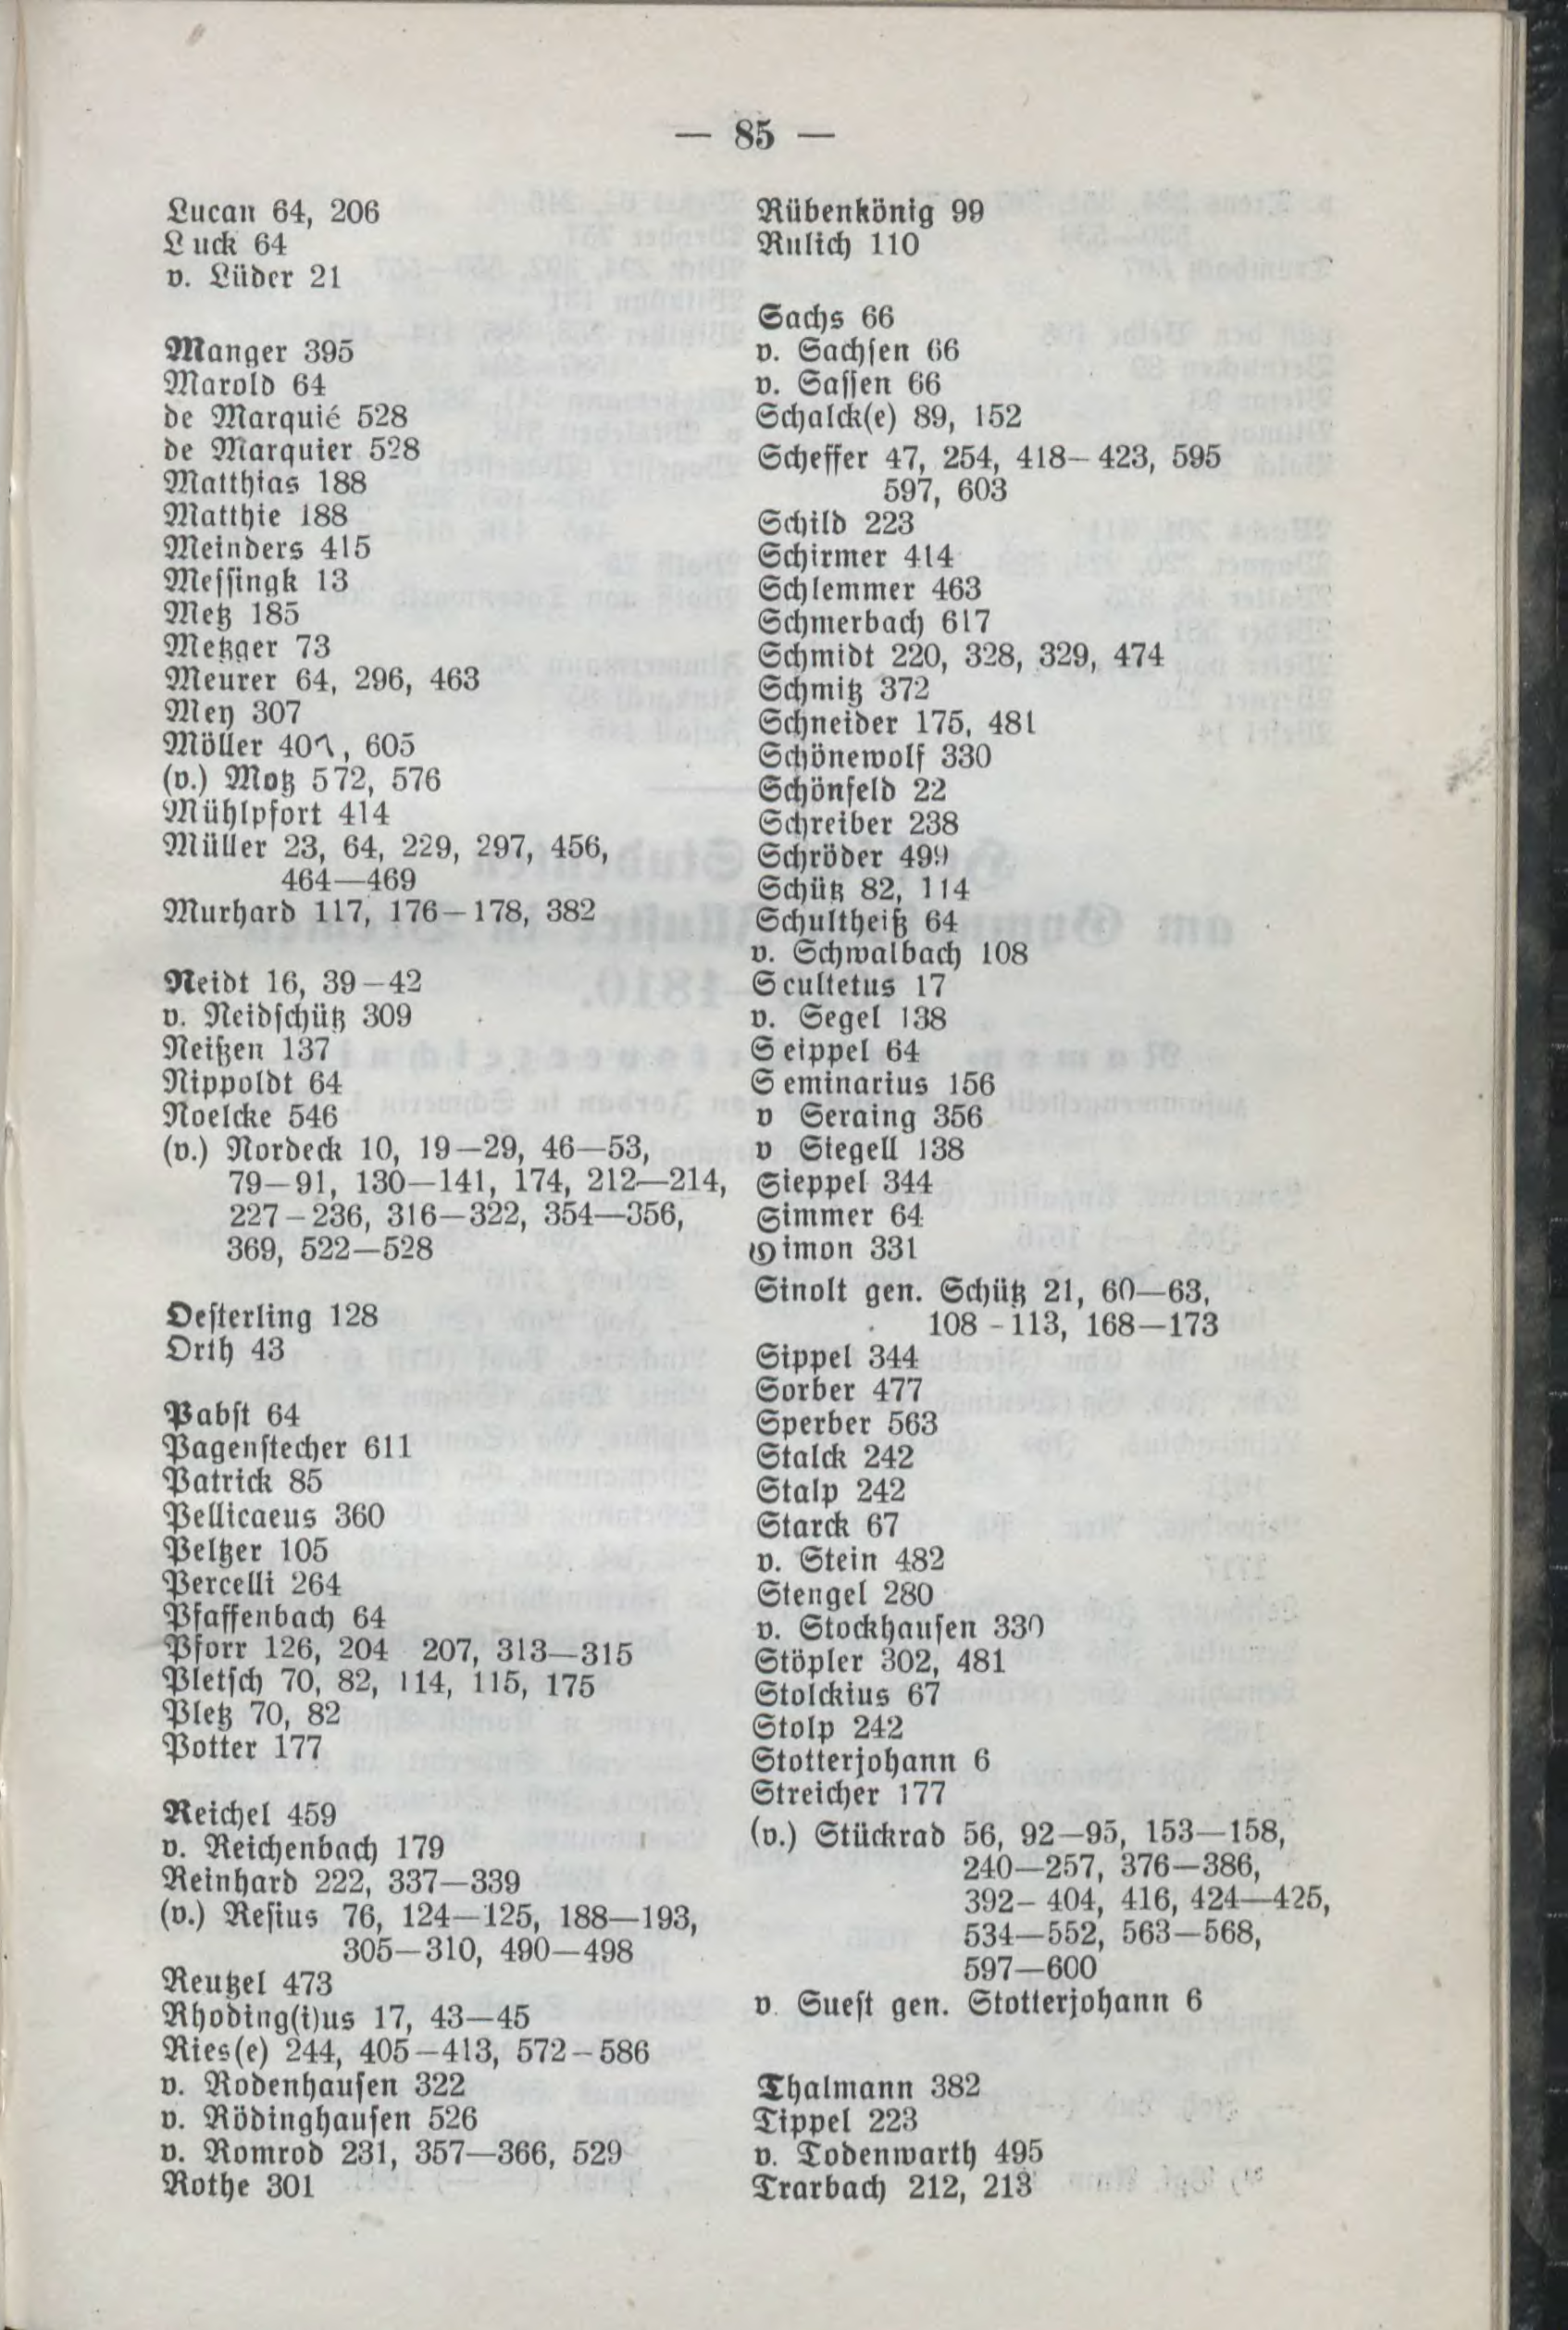 — 85 —
Lucan 64, 206
Luck 64
v. Lüder 21
Manger 395
Marold 64
de Marquié 528
de Marquier 528
Matthias 188
Matthie 188
Meinders 415
Messingk 13
Metz 185
Metzger 73
Meurer 64, 296, 463
Mey 307
Möller , 605
(v.) Motz 572, 576
Mühlpfort 414
Müller 23, 64, 229, 297, 456,
464—469
Murhard 117, 176–178, 382
Neidt 16, 39–42
v. Neidschütz 309
Neißen 137
Nippoldt 64
Noelcke 546
(v.) Nordeck 10, 19—29, 46—53,
79—91, 130—141, 174, 212—214,
227–236, 316—322, 354—356,
369, 522—528
Oesterling 128
Orth 43
Pabst 64
Pagenstecher 611
Patrick 85
Pellicaeus 360
Peltzer 105
Percelli 264
Pfaffenbach 64
Pforr 126, 204 207, 313—315
Pletsch 70, 82, 114, 115, 175
Pletz 70, 82
Potter 177
Reichel 459
v. Reichenbach 179
Reinhard 222, 337—339
(v.) Resius 76, 124—125, 188—193,
305—310, 490—498
Reutzel 473
Rhoding(i)us 17, 43—45
Ries(e) 244, 405—413, 572–586
v. Rodenhausen 322
v. Rödinghausen 526
v. Romrod 231, 357—366, 529
Rothe 301
Rübenkönig 99
Rulich 110
Sachs 66
v. Sachsen 66
v. Sassen 66
Schalck(e) 89, 152
Scheffer 47, 254, 418–423, 595
597, 603
Schild 223
Schirmer 414
Schlemmer 463
Schmerbach 617
Schmidt 220, 328, 329, 474
Schmitz 372
Schneider 175, 481
Schönewolf 330
Schönfeld 22
Schreiber 238
Schröder 499
Schütz 82, 114
Schultheiß 64
v. Schwalbach 108
Scultetus 17
v. Segel 138
Seippel 64
Seminarius 156
v Seraing 356
v Siegell 138
Sieppel 344
Simmer 64
Simon 331
Sinolt gen. Schütz 21, 60—63,
108 - 113, 168—173
Sippel 344
Sorber 477
Sperber 563
Stalck 242
Stalp 242
Starck 67
v. Stein 482
Stengel 280
v. Stockhausen 330
Stöpler 302, 481
Stolckius 67
Stolp 242
Stotterjohann 6
Streicher 177
(v.) Stückrad 56, 92—95, 153—158,
240—257, 376—386,
392–404, 416, 424—425,
534—552, 563—568,
597—600
v. Suest gen. Stotterjohann 6
Thalmann 382
Tippel 223
v. Todenwarth 495
Trarbach 212, 213